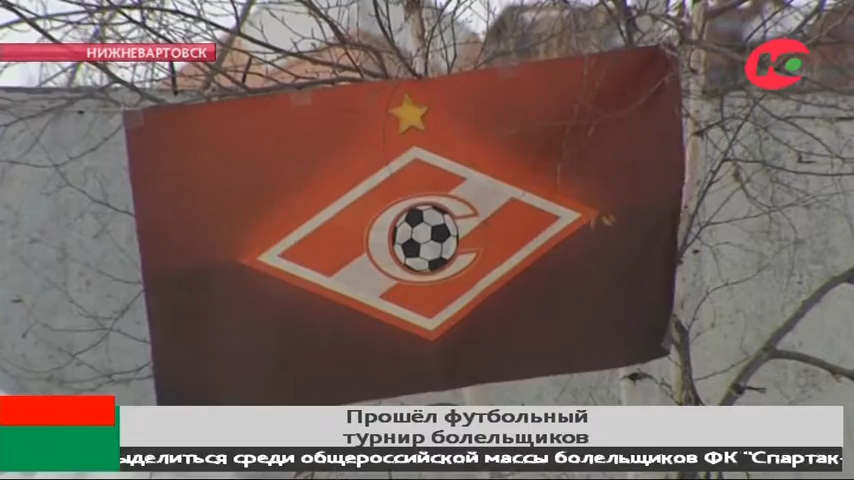 НИЖНЕВАРТОВСК
Ю
С
Прошёл футбольный
турнир болельщиков
ыделиться среди общероссийской массы болельщиков ФК "Спартак-